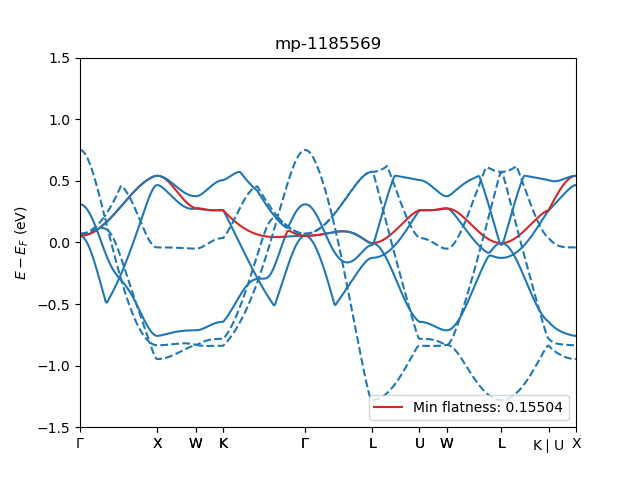 mp-1185569
1.5
1.0
0.5
0.0
−0.5
−1.0
−1.5
E − E_F (eV)
Min flatness: 0.15504
Γ X W K Γ L U W L K | U X